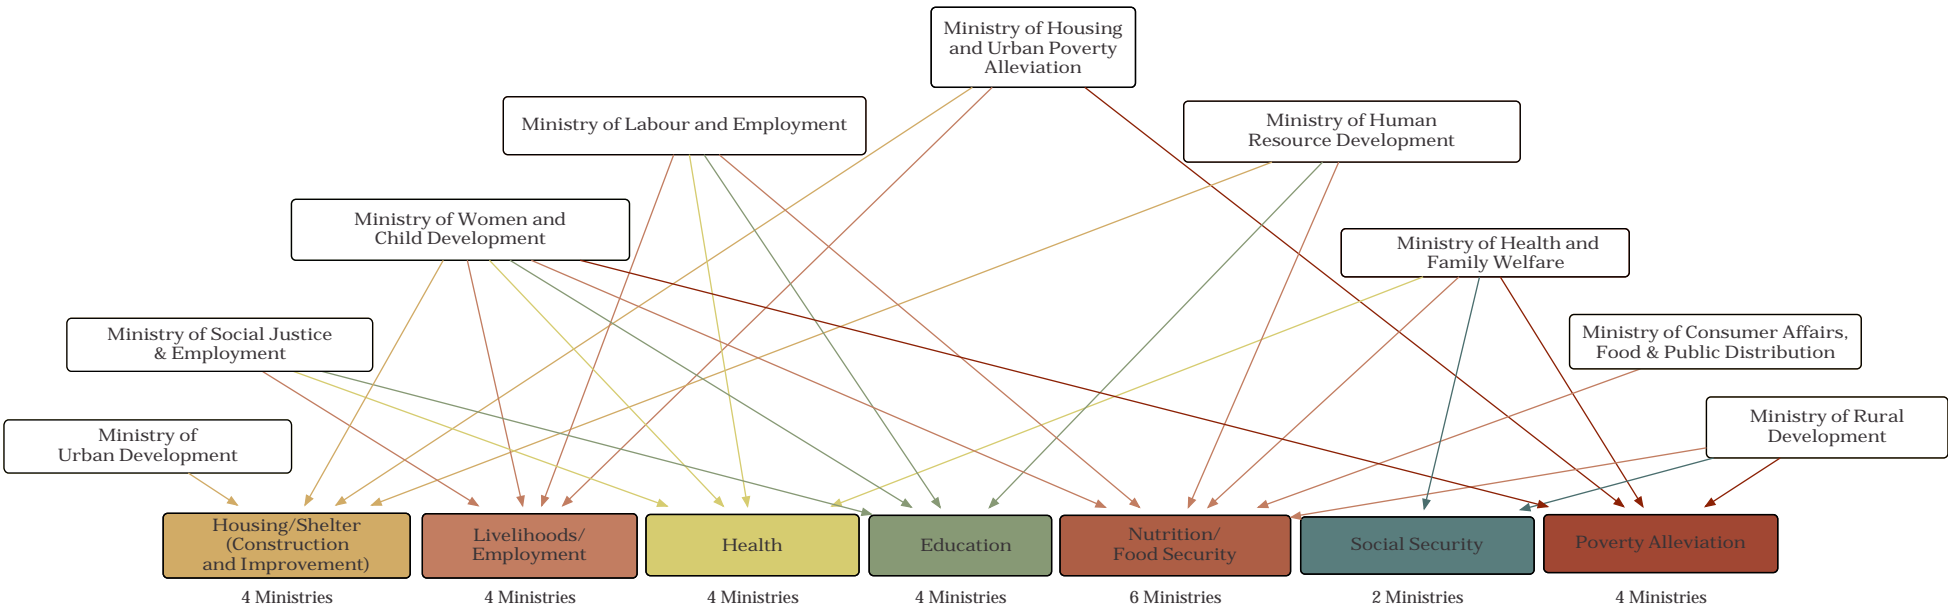 Ministry of Housing
and Urban Poverty
Alleviation
Ministry of Labour and Employment
Ministry of Human
Resource Development
Ministry of Women and
Child Development
Ministry of Health and
Family Welfare
Ministry of Social Justice
& Employment
Ministry of Consumer Affairs,
Food & Public Distribution
Ministry of
Urban Development
Ministry of Rural
Development
Housing/Shelter
(Construction
and Improvement)
Livelihoods/
Employment
Health
Education
Nutrition/
Food Security
Social Security
Poverty Alleviation
4 Ministries
4 Ministries
4 Ministries
4 Ministries
6 Ministries
2 Ministries
4 Ministries